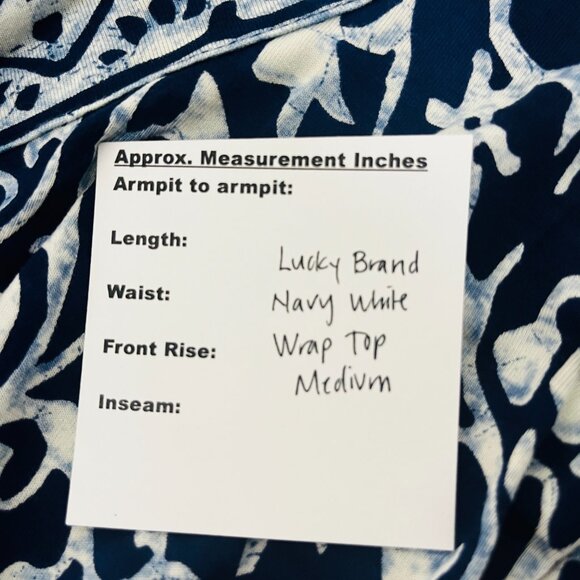 Approx. Measurement Inches
Armpit to armpit:
Length:
Lucky Brand
Waist:
Navy White
Front Rise:
Wrap Top
Medium
Inseam: